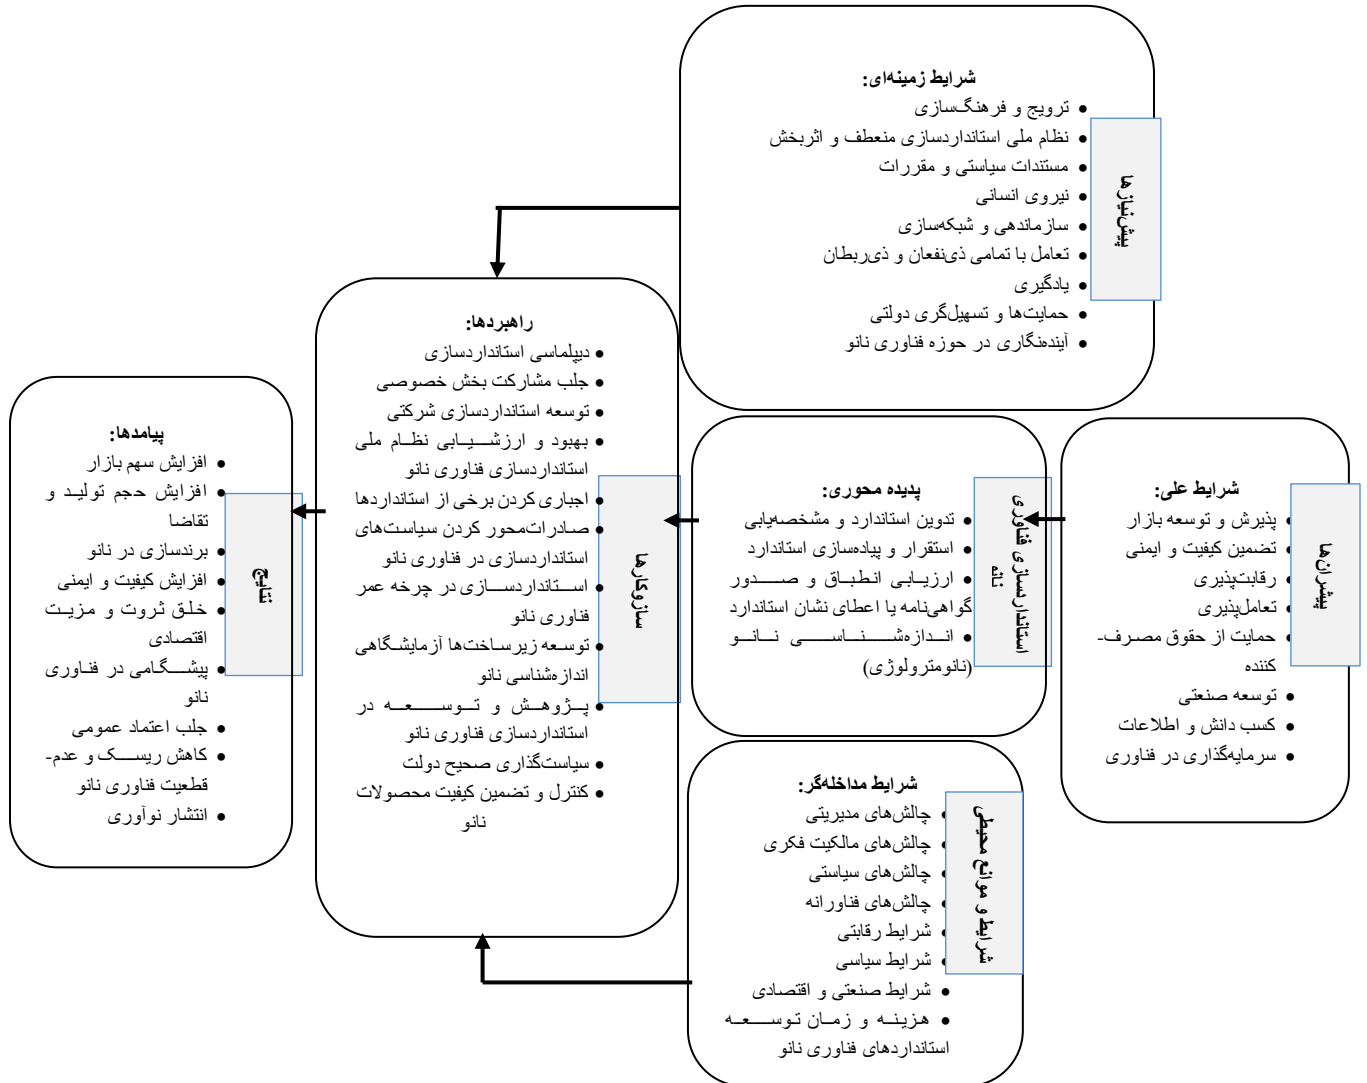 شرایط زمینه‌ای:
• ترویج و فرهنگ‌سازی
• نظام ملی استانداردسازی منعطف و اثربخش
• مستندات سیاستی و مقررات
• نیروی انسانی
• سازماندهی و شبکه‌سازی
• تعامل با تمامی ذی‌نفعان و ذی‌ربطان
• یادگیری
• حمایت‌ها و تسهیل‌گری دولتی
• آینده‌نگاری در حوزه فناوری نانو
پیش‌نیازها
شرایط علی:
• پذیرش و توسعه بازار
• تضمین کیفیت و ایمنی
• رقابت‌پذیری
• تعامل‌پذیری
• حمایت از حقوق مصرف-
کننده
• توسعه صنعتی
• کسب دانش و اطلاعات
• سرمایه‌گذاری در فناوری
پیشران‌ها
پدیده محوری:
• تدوین استاندارد و مشخصه‌یابی
• استقرار و پیاده‌سازی استاندارد
• ارزیابی انطباق و صدور
گواهی‌نامه یا اعطای نشان استاندارد
• اندازه‌شناسی نانو
(نانومترولوژی)
استانداردسازی فناوری
نانو
شرایط مداخله‌گر:
• چالش‌های مدیریتی
• چالش‌های مالکیت فکری
• چالش‌های سیاستی
• چالش‌های فناورانه
• شرایط رقابتی
• شرایط سیاسی
• شرایط صنعتی و اقتصادی
• هزینه و زمان توسعه
استانداردهای فناوری نانو
شرایط و موانع محیطی
راهبردها:
• دیپلماسی استانداردسازی
• جلب مشارکت بخش خصوصی
• توسعه استانداردسازی شرکتی
• بهبود و ارزشیابی نظام ملی
استانداردسازی فناوری نانو
• اجباری کردن برخی از استانداردها
• صادرات‌محور کردن سیاست‌های
استانداردسازی در فناوری نانو
• استانداردسازی در چرخه عمر
فناوری نانو
• توسعه زیرساخت‌ها آزمایشگاهی
اندازه‌شناسی نانو
• پژوهش و توسعه در
استانداردسازی فناوری نانو
• سیاست‌گذاری صحیح دولت
• کنترل و تضمین کیفیت محصولات
نانو
سازوکارها
پیامدها:
• افزایش سهم بازار
• افزایش حجم تولید و
تقاضا
• برندسازی در نانو
• افزایش کیفیت و ایمنی
• خلق ثروت و مزیت
اقتصادی
• پیشگامی در فناوری
نانو
• جلب اعتماد عمومی
• کاهش ریسک و عدم-
قطعیت فناوری نانو
• انتشار نوآوری
نتایج